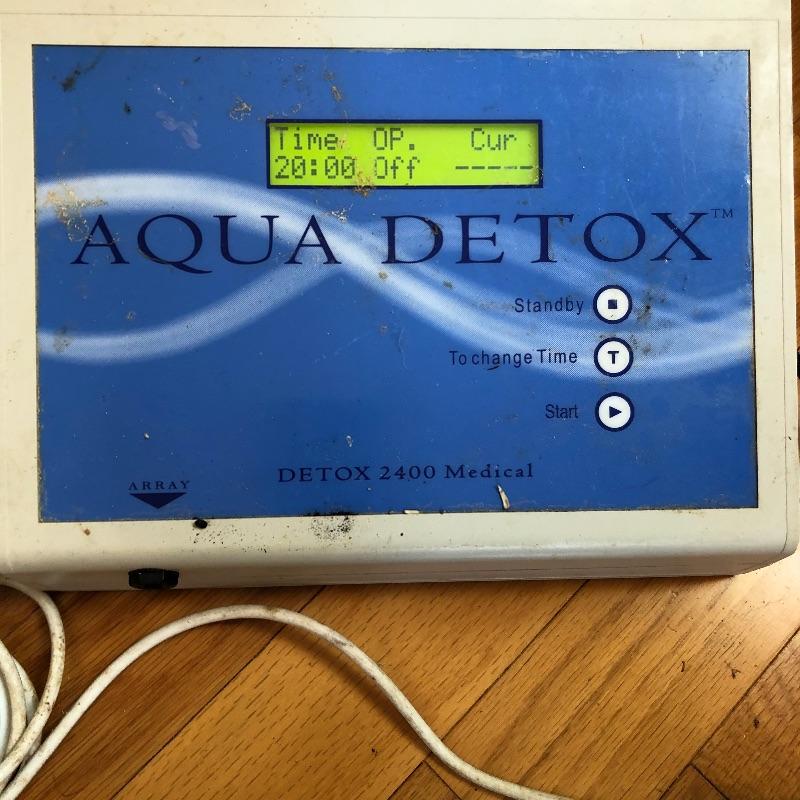 Time OP. Cur
20:00 Off -----
AQUA DETOX™
Standby
To change Time T
Start
DETOX 2400 Medical
ARRAY